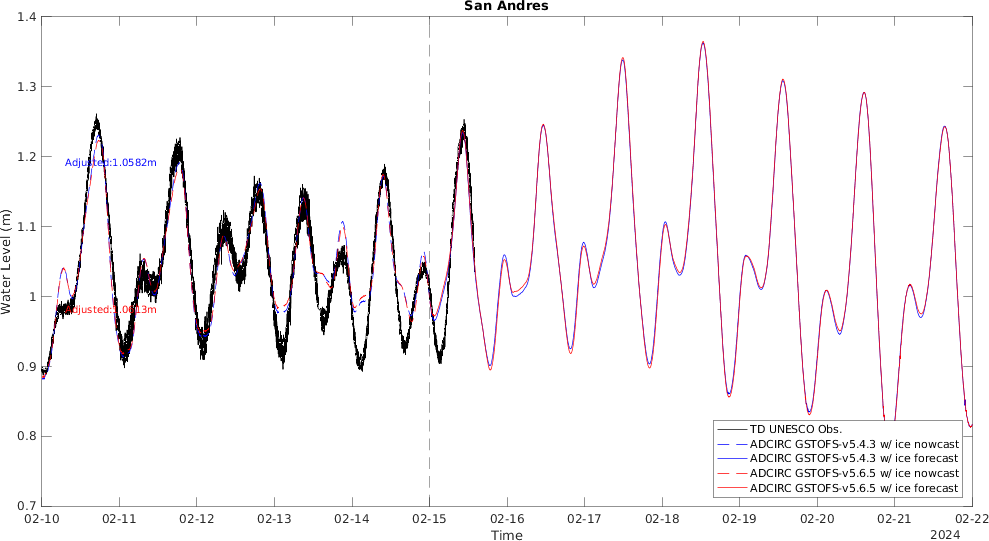 San Andres
1.4
1.3
1.2
1.1
1
0.9
0.8
0.7
Water Level (m)
Adjusted:1.0582m
Adjusted:1.0613m
TD UNESCO Obs.
ADCIRC GSTOFS-v5.4.3 w/ ice nowcast
ADCIRC GSTOFS-v5.4.3 w/ ice forecast
ADCIRC GSTOFS-v5.6.5 w/ ice nowcast
ADCIRC GSTOFS-v5.6.5 w/ ice forecast
02-10 02-11 02-12 02-13 02-14 02-15 02-16 02-17 02-18 02-19 02-20 02-21 02-22
Time
2024